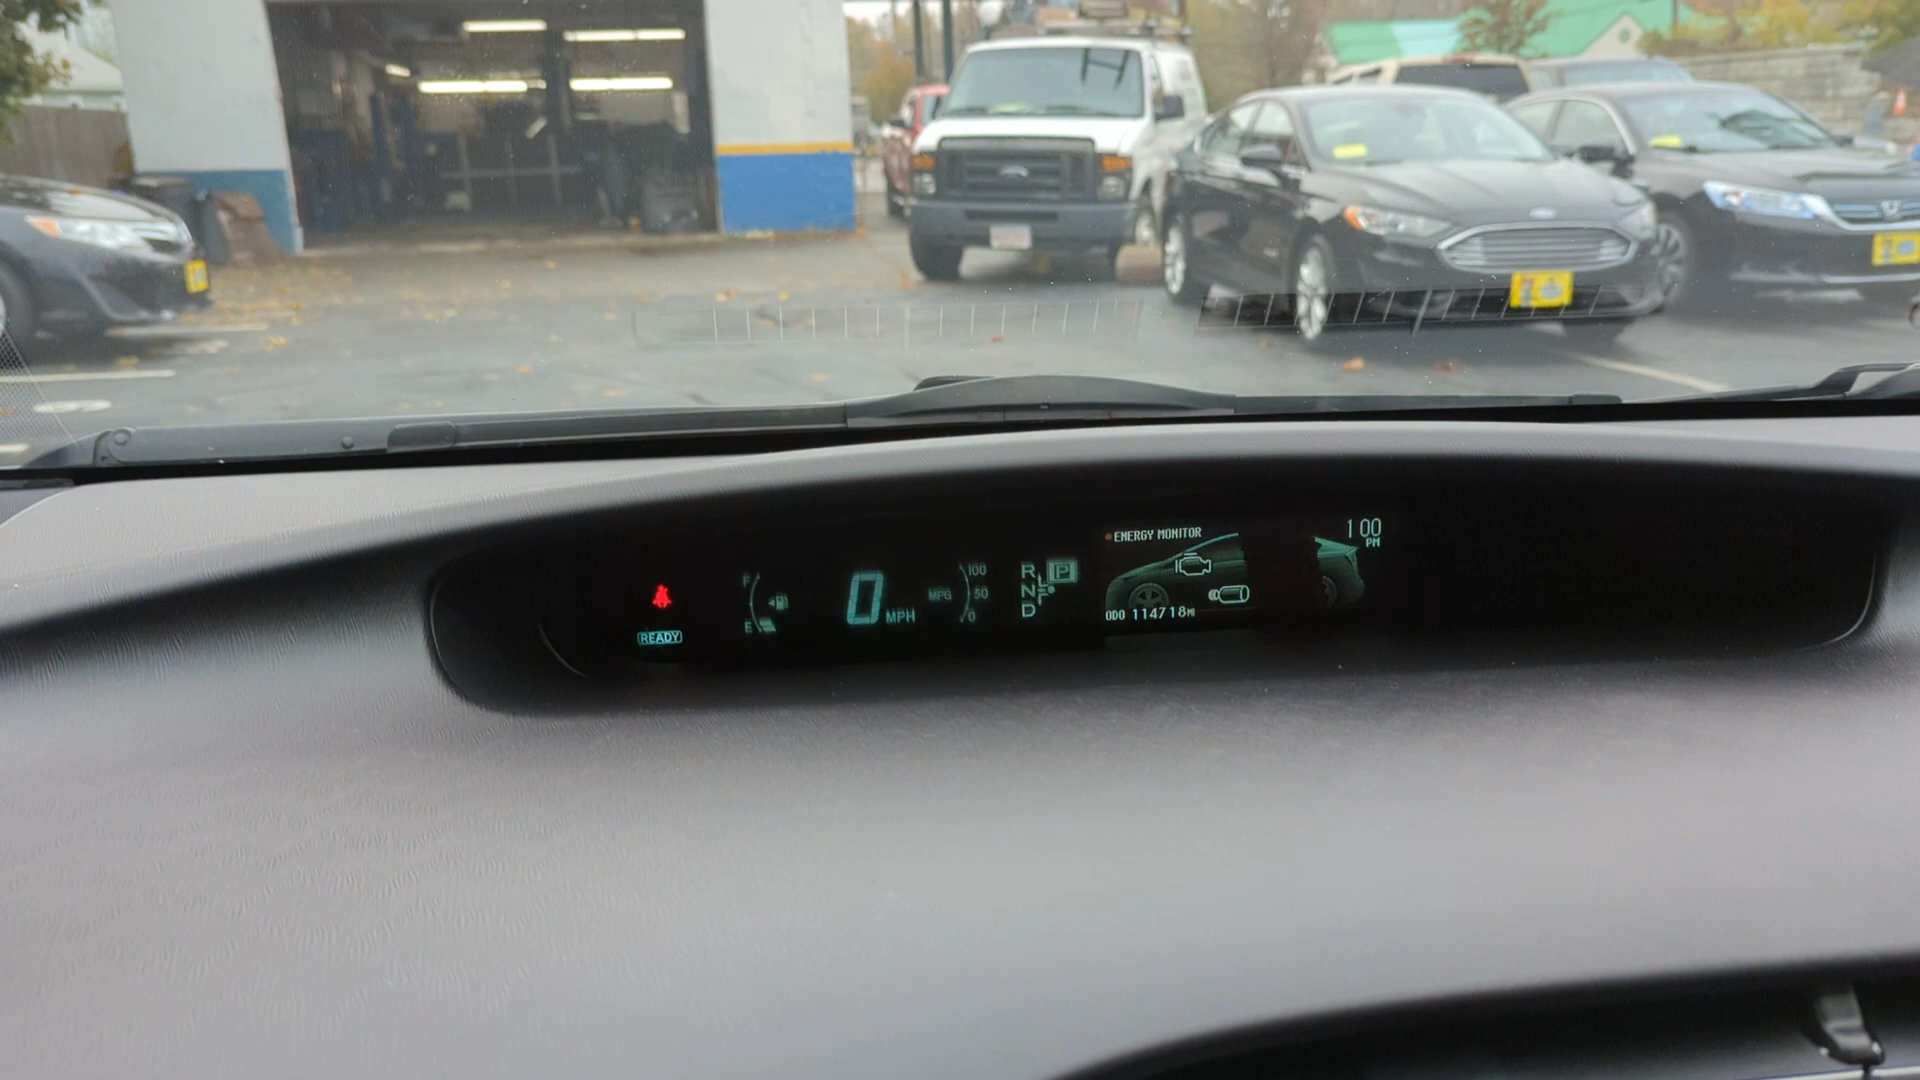 READY
F
E
0 MPH
MPG
100
50
0
R
N
D
P
ENERGY MONITOR
ODO 114718MI
1 00
PM